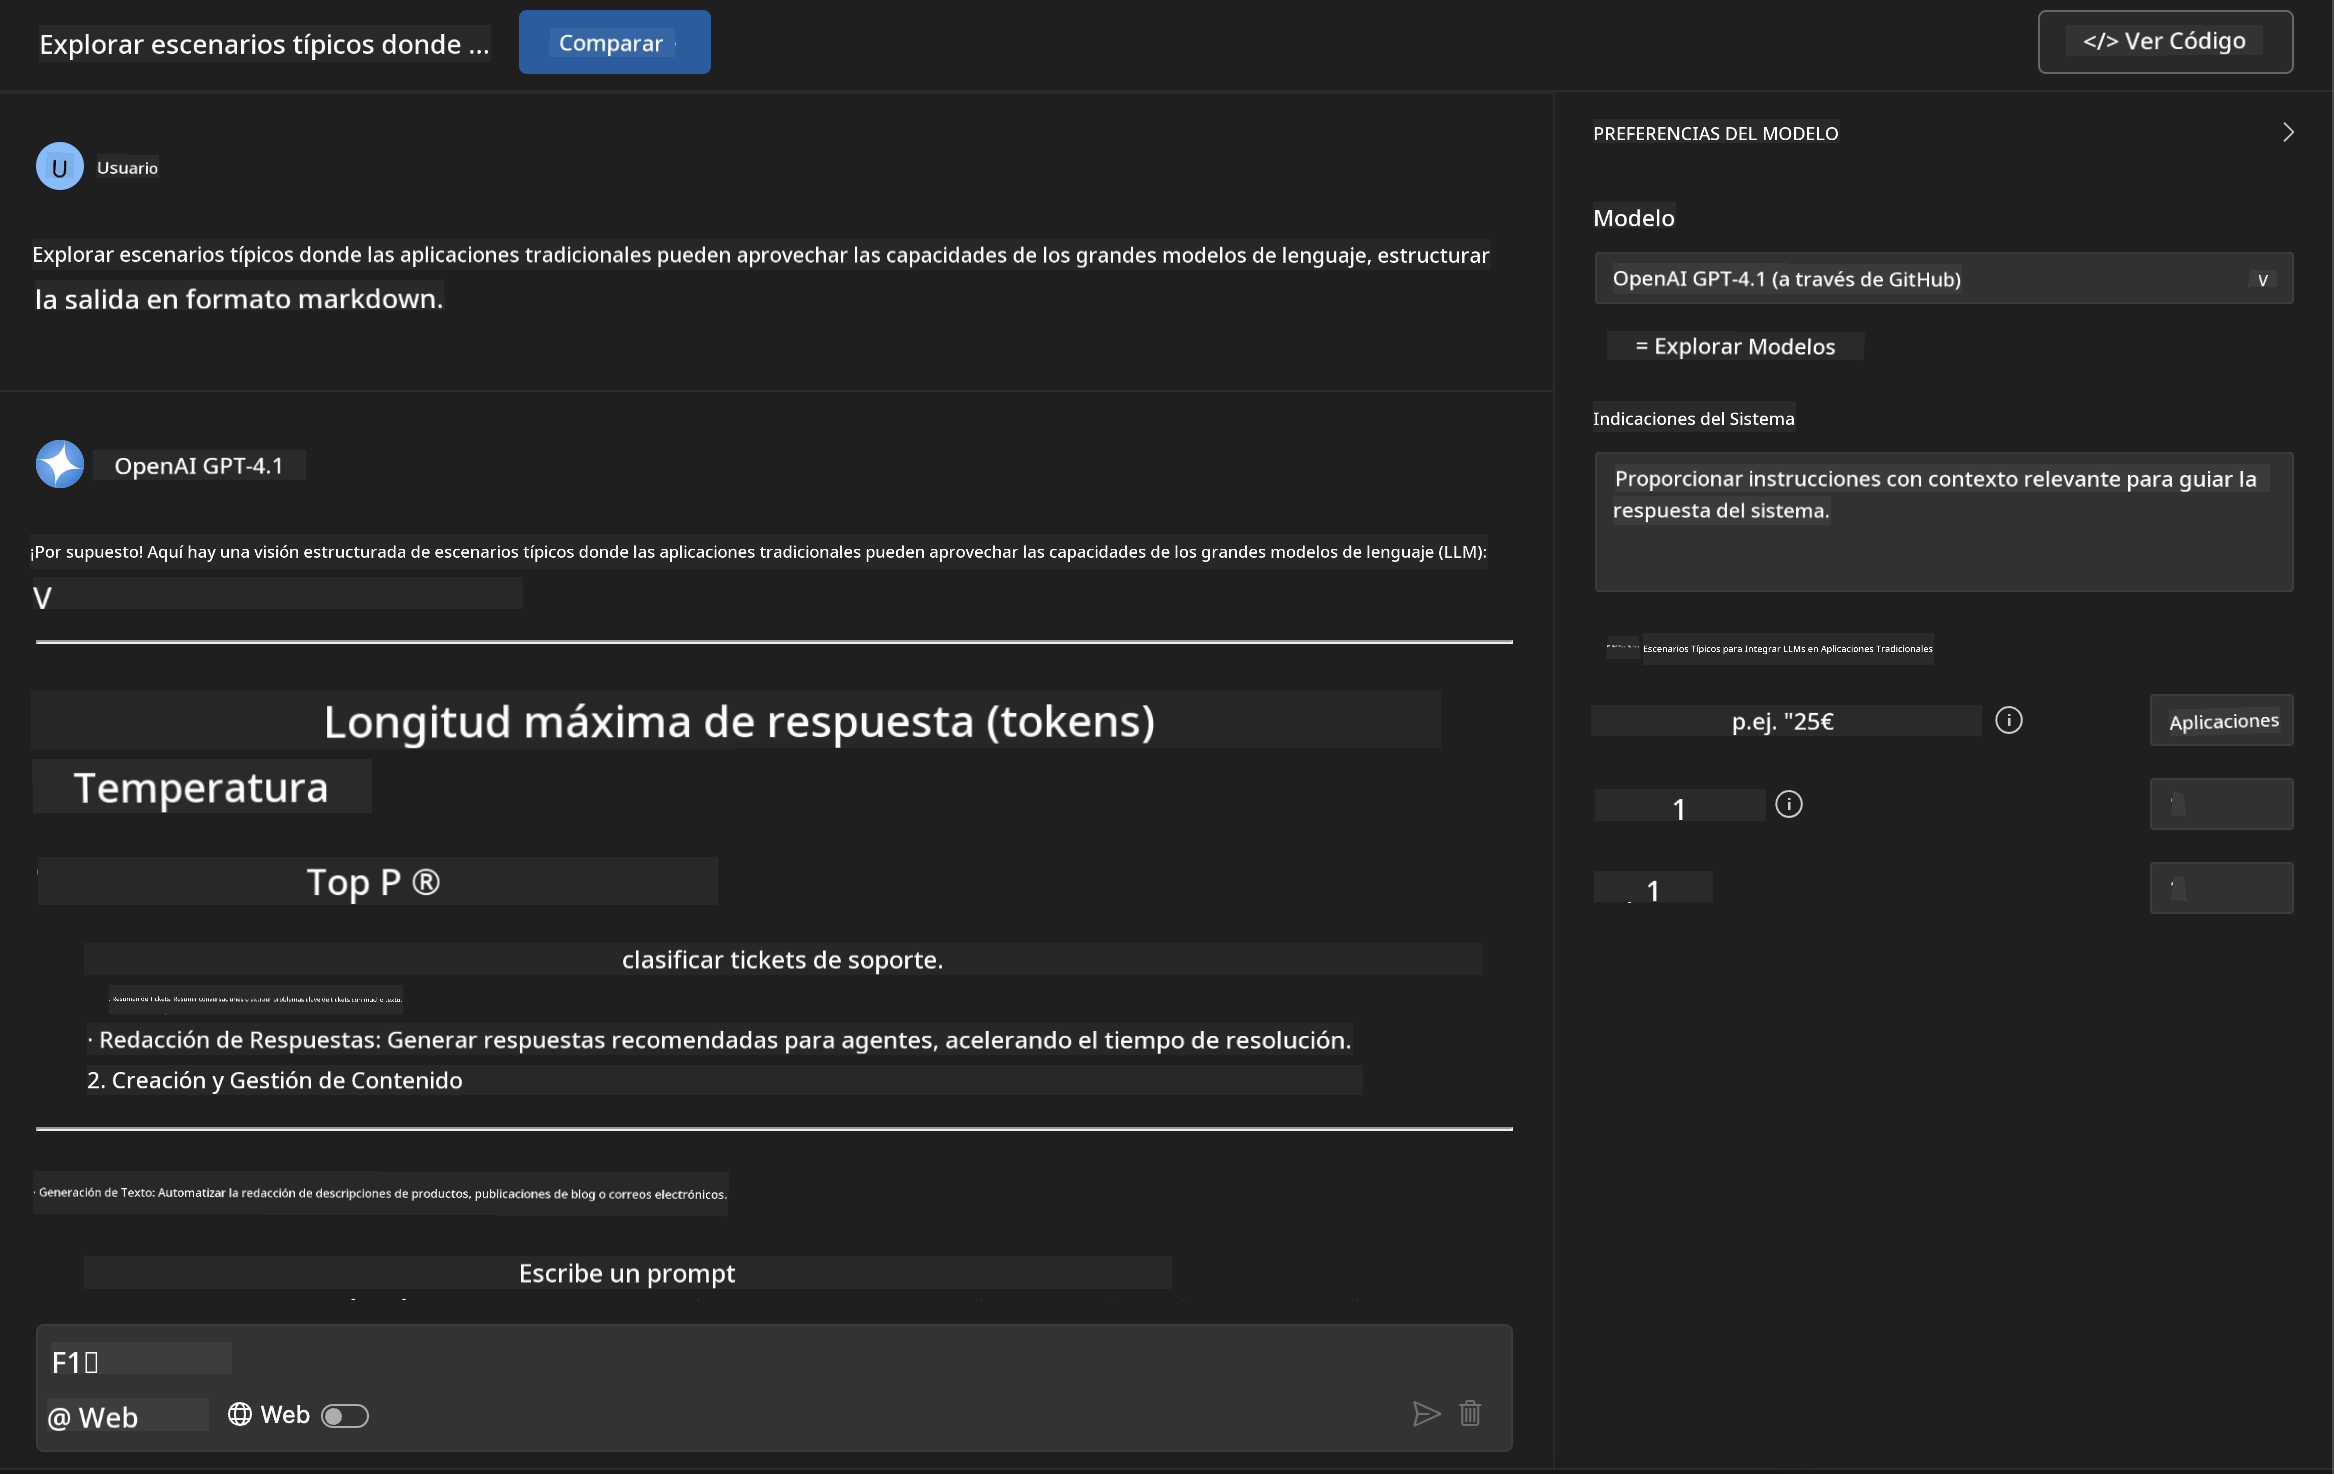 Explorar escenarios típicos donde ...
Comparar
</> Ver Código
U
Usuario
Explorar escenarios típicos donde las aplicaciones tradicionales pueden aprovechar las capacidades de los grandes modelos de lenguaje, estructurar
la salida en formato markdown.
OpenAI GPT-4.1
¡Por supuesto! Aquí hay una visión estructurada de escenarios típicos donde las aplicaciones tradicionales pueden aprovechar las capacidades de los grandes modelos de lenguaje (LLM):
V
Longitud máxima de respuesta (tokens)
Temperatura
Top P ®
clasificar tickets de soporte.
· Redacción de Respuestas: Generar respuestas recomendadas para agentes, acelerando el tiempo de resolución.
2. Creación y Gestión de Contenido
· Generación de Texto: Automatizar la redacción de descripciones de productos, publicaciones de blog o correos electrónicos.
Escribe un prompt
F1
@ Web
Web
PREFERENCIAS DEL MODELO
Modelo
OpenAI GPT-4.1 (a través de GitHub)
v
= Explorar Modelos
Indicaciones del Sistema
Proporcionar instrucciones con contexto relevante para guiar la
respuesta del sistema.
Escenarios Típicos para Integrar LLMs en Aplicaciones Tradicionales
p.ej. "25€
Aplicaciones
1
1